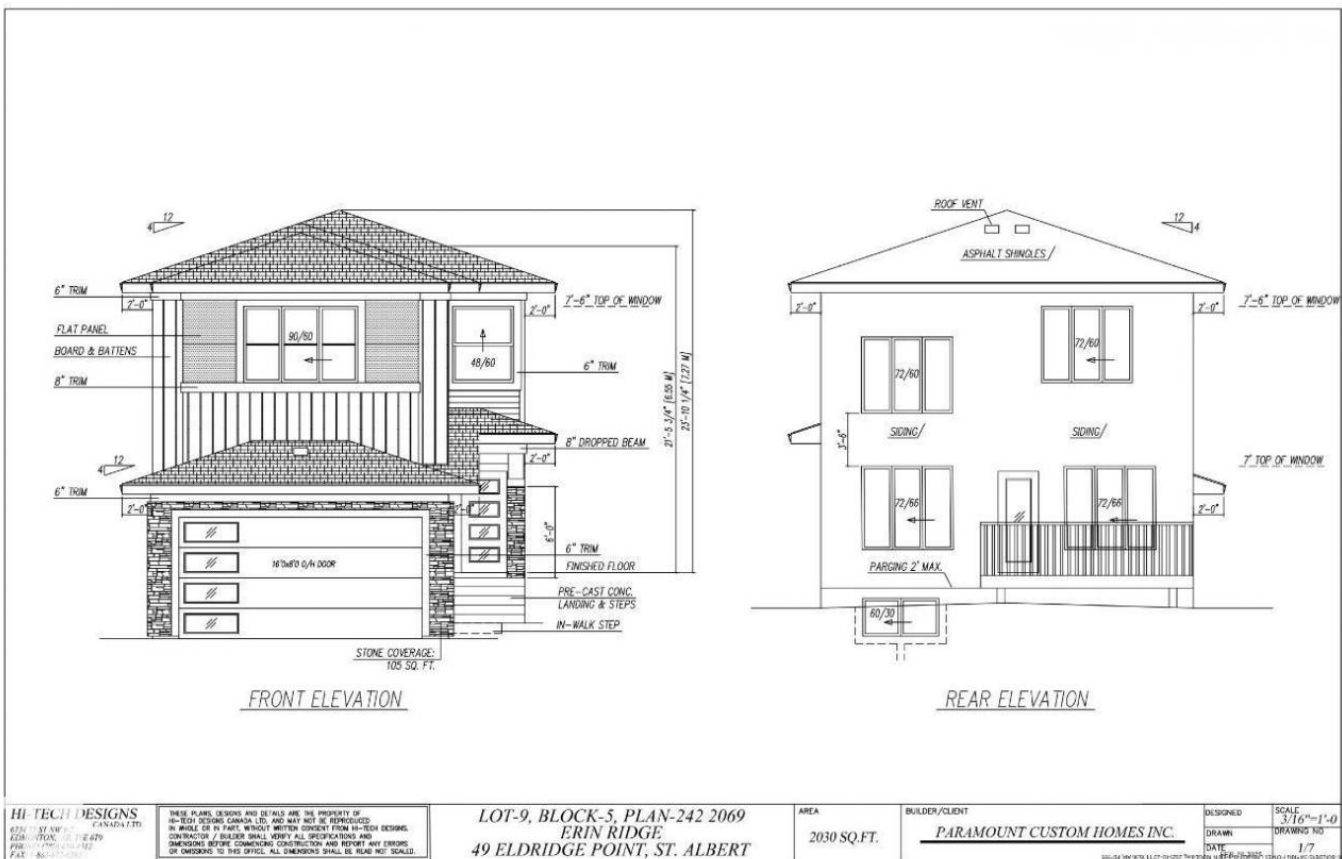 12
4
6" TRIM
2'-0"
FLAT PANEL
BOARD & BATTENS
8" TRIM
90/60
48/60
2'-0"
7'-6" TOP OF WINDOW
6" TRIM
21'-5 3/4" [6.55 M]
23'-10 1/4" [7.27 M]
8" DROPPED BEAM
2'-0"
12
4
6" TRIM
2'-0"
2'-0"
16'0x8'0 O/H DOOR
6'-0"
6" TRIM
FINISHED FLOOR
PRE-CAST CONC.
LANDING & STEPS
IN-WALK STEP
STONE COVERAGE:
105 SQ. FT.
FRONT ELEVATION
ROOF VENT
12
4
ASPHALT SHINGLES
2'-0"
2'-0"
7'-6" TOP OF WINDOW
72/60
72/60
3'-6"
SIDING
SIDING
7' TOP OF WINDOW
72/66
72/66
2'-0"
PARGING 2' MAX.
60/30
REAR ELEVATION
HI-TECH DESIGNS
CANADA LTD.
THESE PLANS, DESIGNS AND DETAILS ARE THE PROPERTY OF
HI-TECH DESIGNS CANADA LTD. AND MAY NOT BE REPRODUCED
IN WHOLE OR IN PART, WITHOUT WRITTEN CONSENT FROM HI-TECH DESIGNS.
CONTRACTOR / BUILDER SHALL VERIFY ALL SPECIFICATIONS AND
DIMENSIONS BEFORE COMMENCING CONSTRUCTION AND REPORT ANY ERRORS
OR OMISSIONS TO THIS OFFICE. ALL DIMENSIONS SHALL BE READ NOT SCALED.
LOT-9, BLOCK-5, PLAN-242 2069
ERIN RIDGE
49 ELDRIDGE POINT, ST. ALBERT
AREA
2030 SQ.FT.
BUILDER/CLIENT
PARAMOUNT CUSTOM HOMES INC.
DESIGNED
DRAWN
DATE
SCALE
3/16"=1'-0
DRAWING NO
1/7